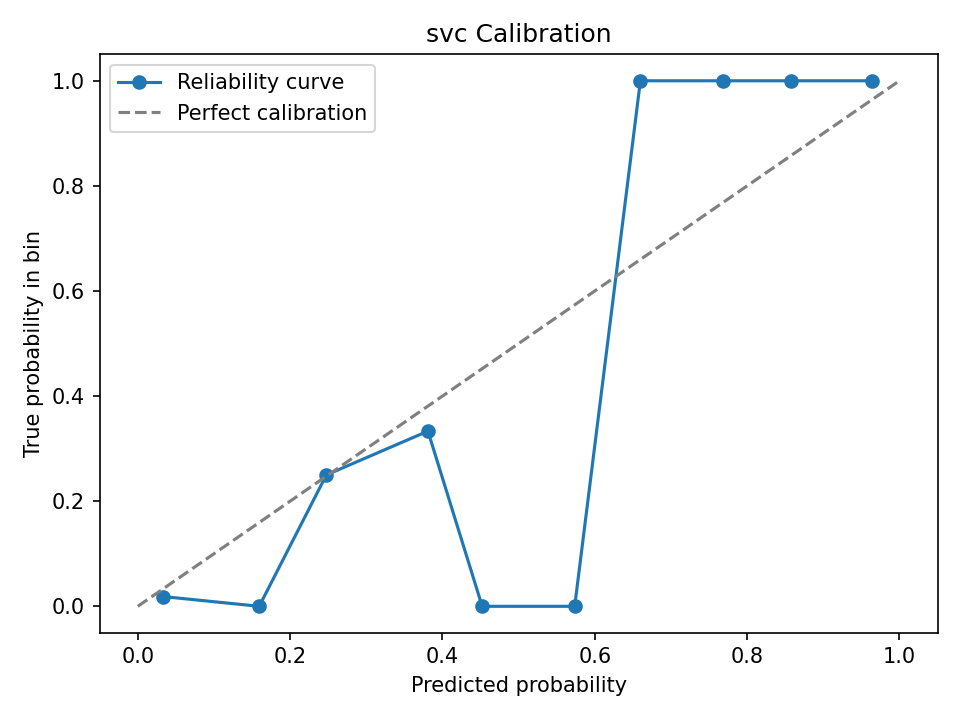 svc Calibration
Reliability curve
Perfect calibration
True probability in bin
1.0
0.8
0.6
0.4
0.2
0.0
0.0 0.2 0.4 0.6 0.8 1.0
Predicted probability